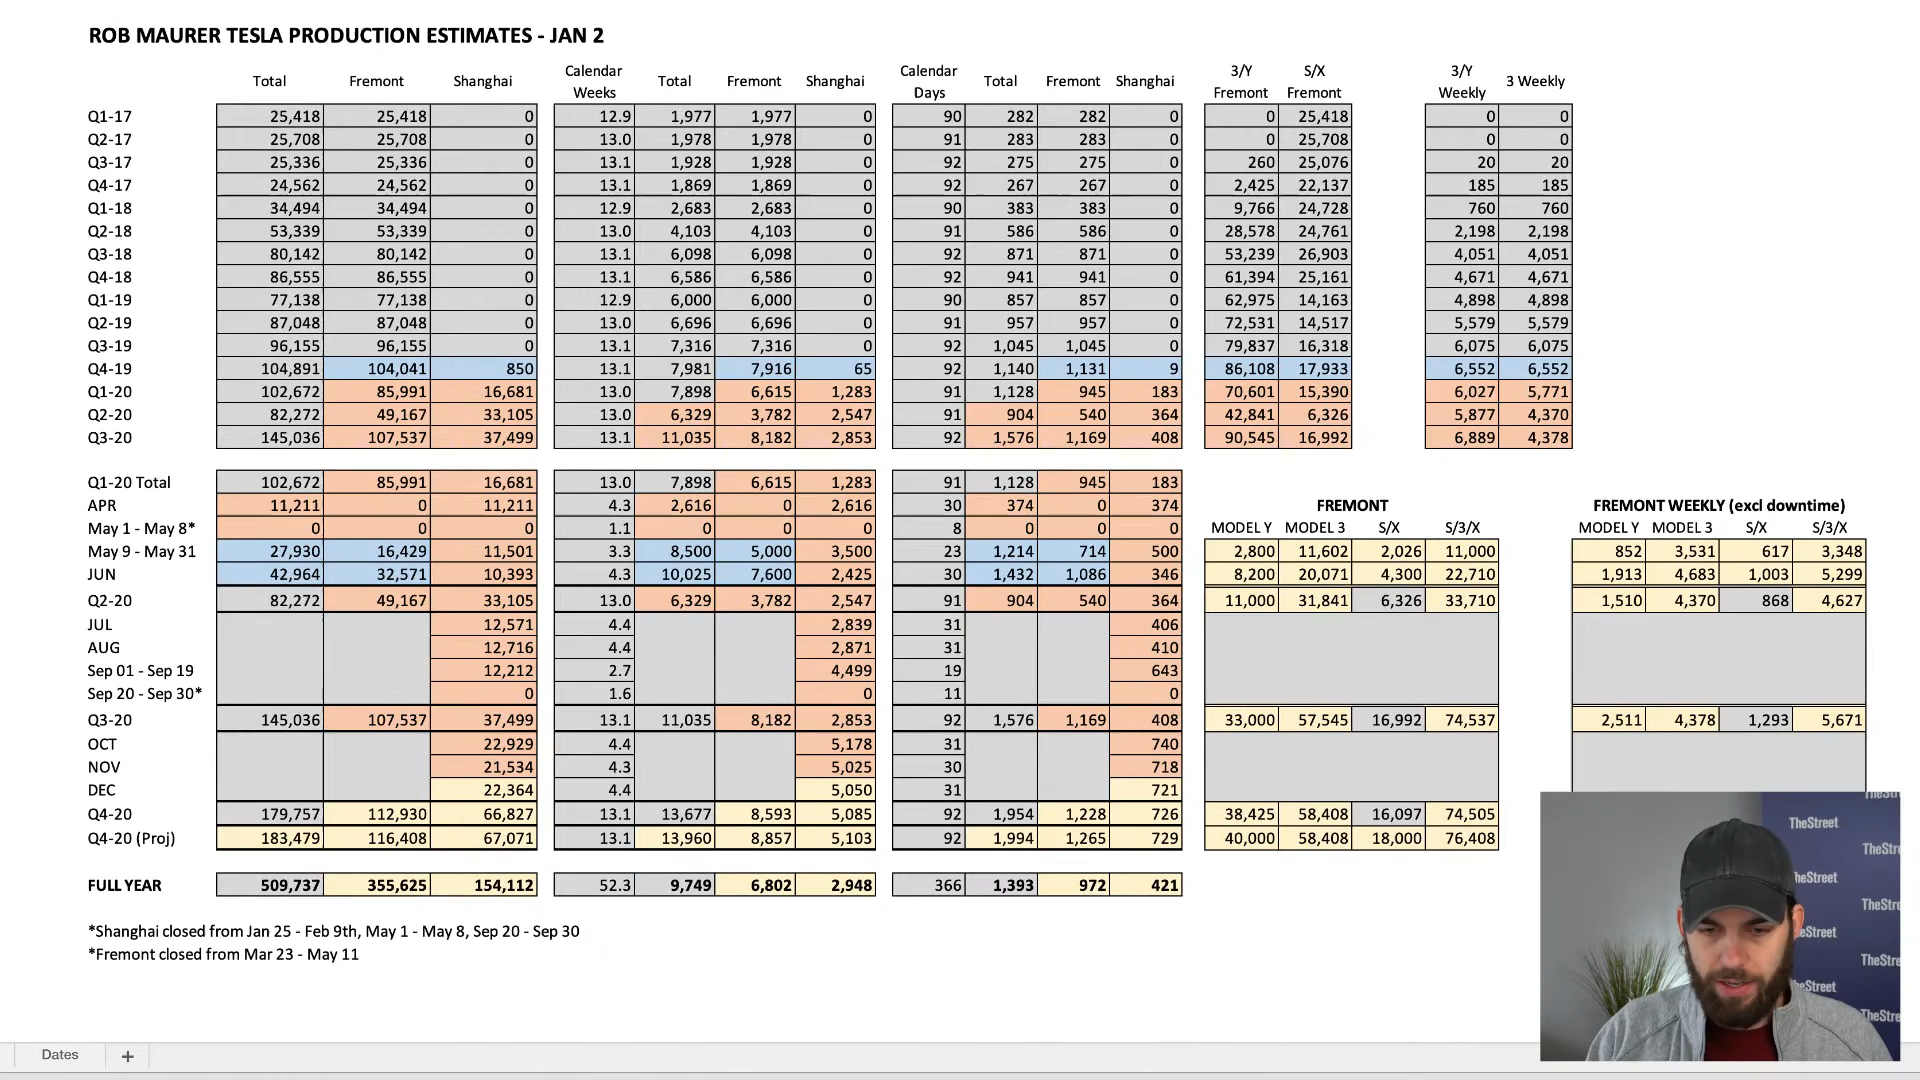 ROB MAURER TESLA PRODUCTION ESTIMATES - JAN 2
Total Fremont Shanghai Calendar Weeks Total Fremont Shanghai Calendar Days Total Fremont Shanghai 3/Y Fremont S/X Fremont 3/Y Weekly 3 Weekly
Q1-17 25,418 25,418 0 12.9 1,977 1,977 0 90 282 282 0 0 25,418 0 0
Q2-17 25,708 25,708 0 13.0 1,978 1,978 0 91 283 283 0 0 25,708 0 0
Q3-17 25,336 25,336 0 13.1 1,928 1,928 0 92 275 275 0 260 25,076 20 20
Q4-17 24,562 24,562 0 13.1 1,869 1,869 0 92 267 267 0 2,425 22,137 185 185
Q1-18 34,494 34,494 0 12.9 2,683 2,683 0 90 383 383 0 9,766 24,728 760 760
Q2-18 53,339 53,339 0 13.0 4,103 4,103 0 91 586 586 0 28,578 24,761 2,198 2,198
Q3-18 80,142 80,142 0 13.1 6,098 6,098 0 92 871 871 0 53,239 26,903 4,051 4,051
Q4-18 86,555 86,555 0 13.1 6,586 6,586 0 92 941 941 0 61,394 25,161 4,671 4,671
Q1-19 77,138 77,138 0 12.9 6,000 6,000 0 90 857 857 0 62,975 14,163 4,898 4,898
Q2-19 87,048 87,048 0 13.0 6,696 6,696 0 91 957 957 0 72,531 14,517 5,579 5,579
Q3-19 96,155 96,155 0 13.1 7,316 7,316 0 92 1,045 1,045 0 79,837 16,318 6,075 6,075
Q4-19 104,891 104,041 850 13.1 7,981 7,916 65 92 1,140 1,131 9 86,108 17,933 6,552 6,552
Q1-20 102,672 85,991 16,681 13.0 7,898 6,615 1,283 91 1,128 945 183 70,601 15,390 6,027 5,771
Q2-20 82,272 49,167 33,105 13.0 6,329 3,782 2,547 91 904 540 364 42,841 6,326 5,877 4,370
Q3-20 145,036 107,537 37,499 13.1 11,035 8,182 2,853 92 1,576 1,169 408 90,545 16,992 6,889 4,378
Q1-20 Total 102,672 85,991 16,681 13.0 7,898 6,615 1,283 91 1,128 945 183
APR 11,211 0 11,211 4.3 2,616 0 2,616 30 374 0 374 FREMONT FREMONT WEEKLY (excl downtime)
May 1 - May 8* 0 0 0 1.1 0 0 0 8 0 0 0 MODEL Y MODEL 3 S/X S/3/X MODEL Y MODEL 3 S/X S/3/X
May 9 - May 31 27,930 16,429 11,501 3.3 8,500 5,000 3,500 23 1,214 714 500 2,800 11,602 2,026 11,000 852 3,531 617 3,348
JUN 42,964 32,571 10,393 4.3 10,025 7,600 2,425 30 1,432 1,086 346 8,200 20,071 4,300 22,710 1,913 4,683 1,003 5,299
Q2-20 82,272 49,167 33,105 13.0 6,329 3,782 2,547 91 904 540 364 11,000 31,841 6,326 33,710 1,510 4,370 868 4,627
JUL 12,571 4.4 2,839 31 406
AUG 12,716 4.4 2,871 31 410
Sep 01 - Sep 19 12,212 2.7 4,499 19 643
Sep 20 - Sep 30* 0 1.6 0 11 0
Q3-20 145,036 107,537 37,499 13.1 11,035 8,182 2,853 92 1,576 1,169 408 33,000 57,545 16,992 74,537 2,511 4,378 1,293 5,671
OCT 22,929 4.4 5,178 31 740
NOV 21,534 4.3 5,025 30 718
DEC 22,364 4.4 5,050 31 721
Q4-20 179,757 112,930 66,827 13.1 13,677 8,593 5,085 92 1,954 1,228 726 38,425 58,408 16,097 74,505
Q4-20 (Proj) 183,479 116,408 67,071 13.1 13,960 8,857 5,103 92 1,994 1,265 729 40,000 58,408 18,000 76,408
FULL YEAR 509,737 355,625 154,112 52.3 9,749 6,802 2,948 366 1,393 972 421
*Shanghai closed from Jan 25 - Feb 9th, May 1 - May 8, Sep 20 - Sep 30
*Fremont closed from Mar 23 - May 11
Dates +
TheStreet